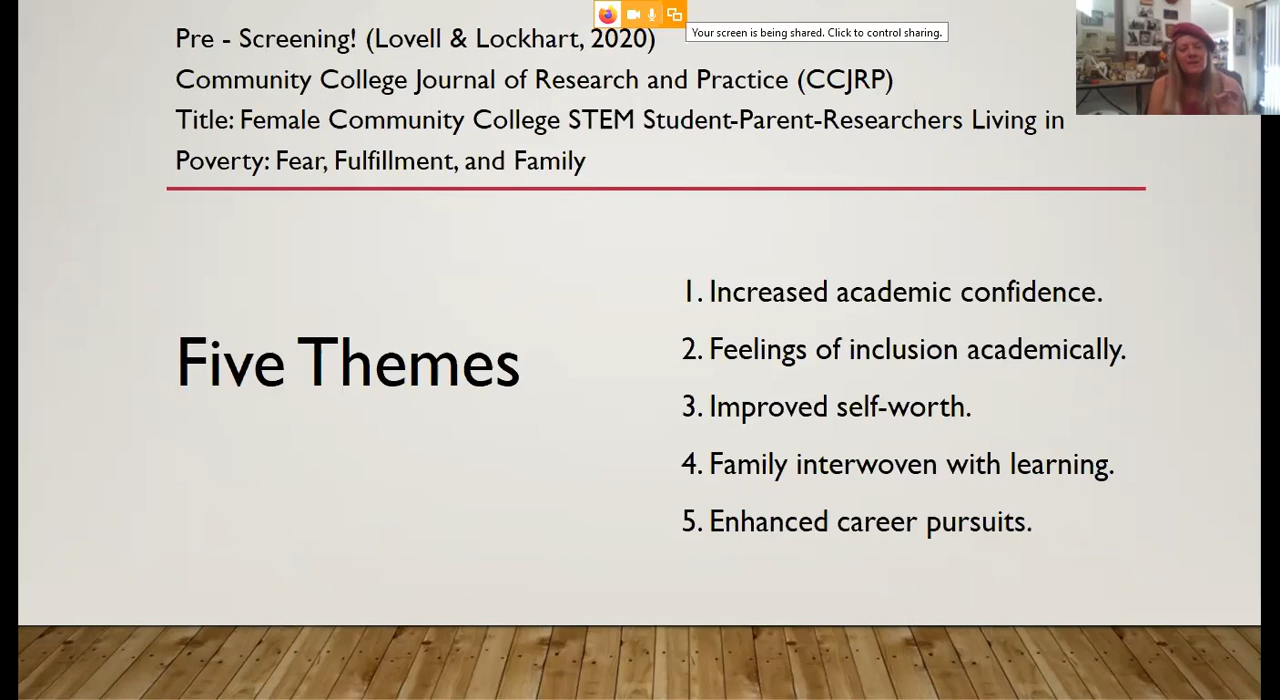 Pre - Screening! (Lovell & Lockhart, 2020)
Your screen is being shared. Click to control sharing.
Community College Journal of Research and Practice (CCJRP)
Title: Female Community College STEM Student-Parent-Researchers Living in
Poverty: Fear, Fulfillment, and Family
Five Themes
1. Increased academic confidence.
2. Feelings of inclusion academically.
3. Improved self-worth.
4. Family interwoven with learning.
5. Enhanced career pursuits.